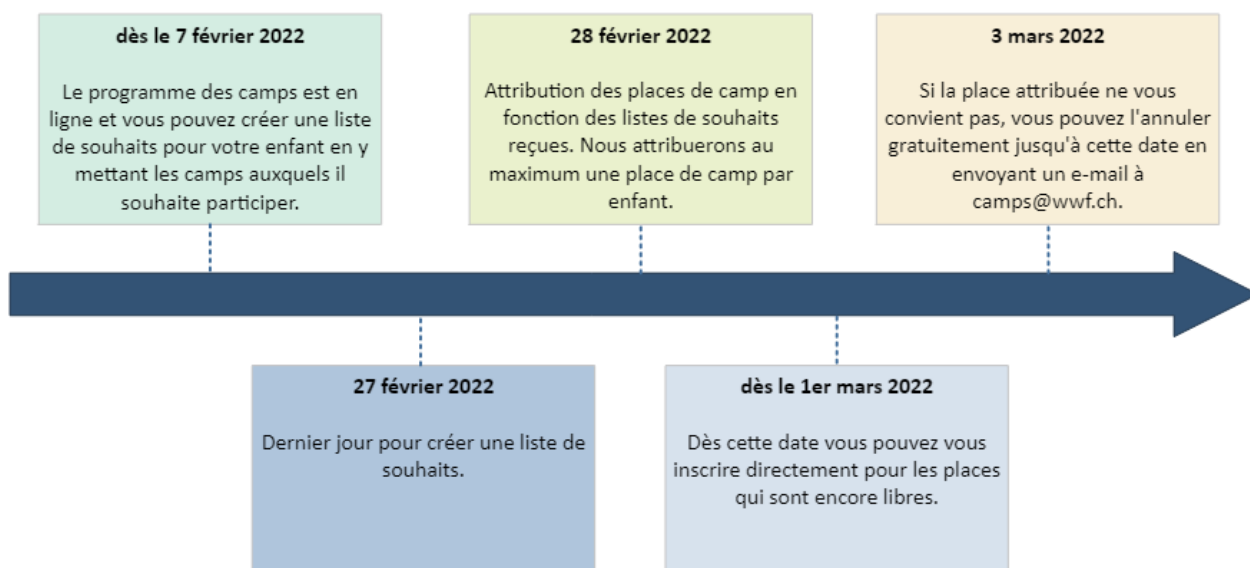 dès le 7 février 2022
Le programme des camps est en
ligne et vous pouvez créer une liste
de souhaits pour votre enfant en y
mettant les camps auxquels il
souhaite participer.
27 février 2022
Dernier jour pour créer une liste de
souhaits.
28 février 2022
Attribution des places de camp en
fonction des listes de souhaits
reçues. Nous attribuerons au
maximum une place de camp par
enfant.
dès le 1er mars 2022
Dès cette date vous pouvez vous
inscrire directement pour les places
qui sont encore libres.
3 mars 2022
Si la place attribuée ne vous
convient pas, vous pouvez l'annuler
gratuitement jusqu'à cette date en
envoyant un e-mail à
camps@wwf.ch.